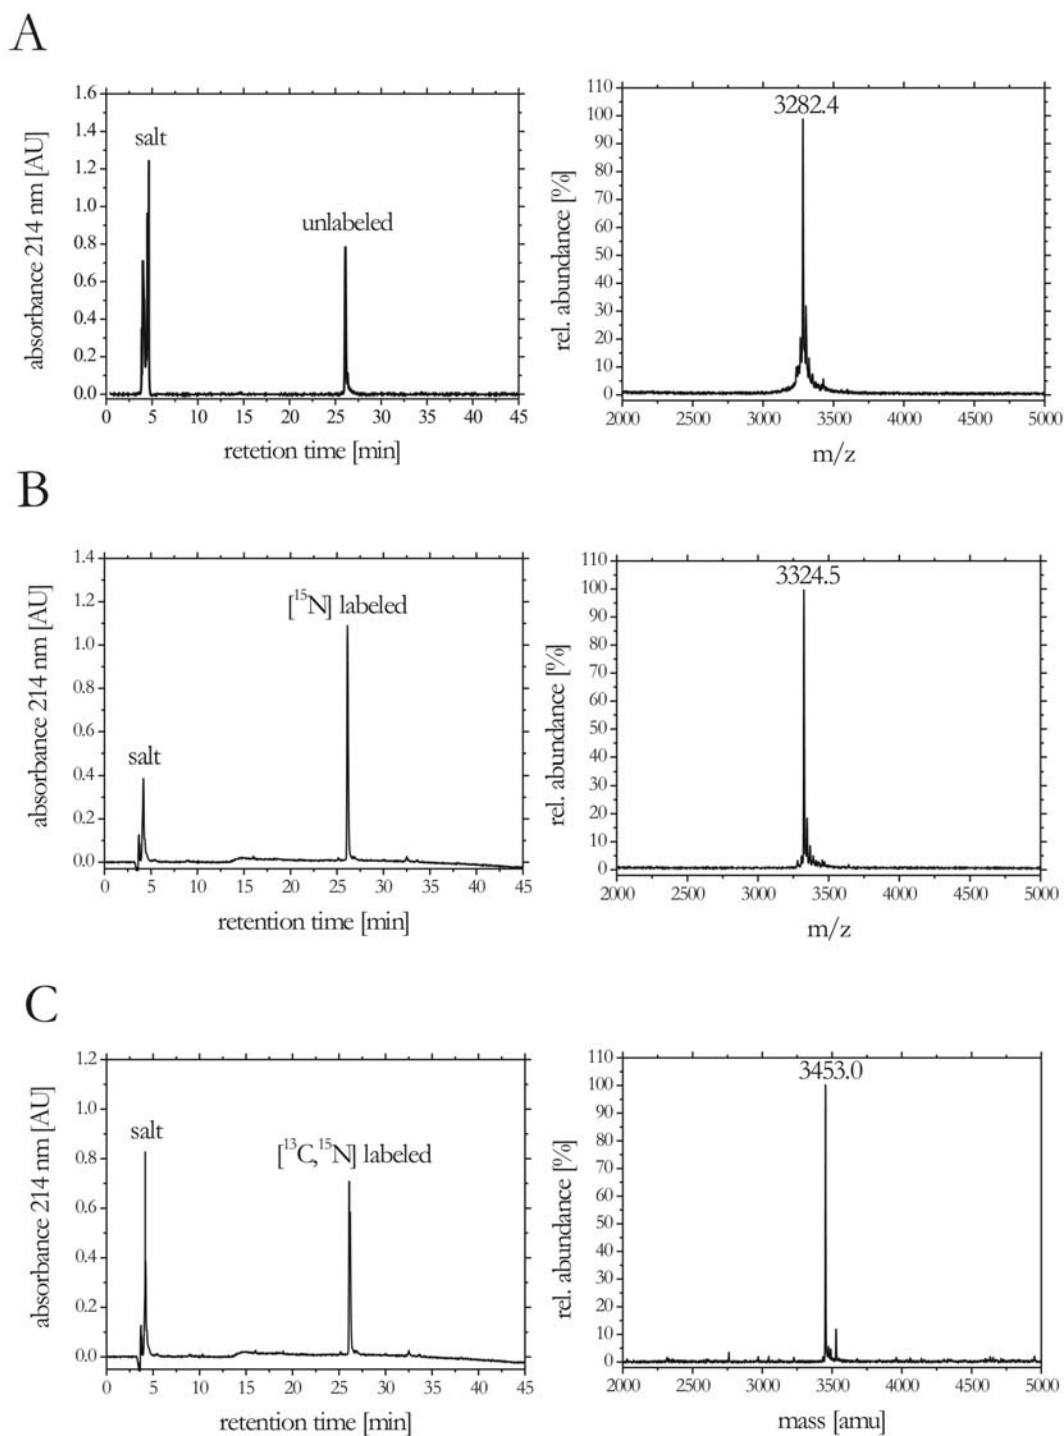 A
absorbance 214 nm [AU]
1.6
1.4
1.2
1.0
0.8
0.6
0.4
0.2
0.0
salt
unlabeled
0 5 10 15 20 25 30 35 40 45
retetion time [min]
rel. abundance [%]
110
100
90
80
70
60
50
40
30
20
10
0
3282.4
2000 2500 3000 3500 4000 4500 5000
m/z
B
absorbance 214 nm [AU]
1.4
1.2
1.0
0.8
0.6
0.4
0.2
0.0
[15N] labeled
salt
0 5 10 15 20 25 30 35 40 45
retention time [min]
rel. abundance [%]
110
100
90
80
70
60
50
40
30
20
10
0
3324.5
2000 2500 3000 3500 4000 4500 5000
m/z
C
absorbance 214 nm [AU]
1.2
1.0
0.8
0.6
0.4
0.2
0.0
salt
[13C,15N] labeled
0 5 10 15 20 25 30 35 40 45
retention time [min]
rel. abundance [%]
110
100
90
80
70
60
50
40
30
20
10
0
3453.0
2000 2500 3000 3500 4000 4500 5000
mass [amu]